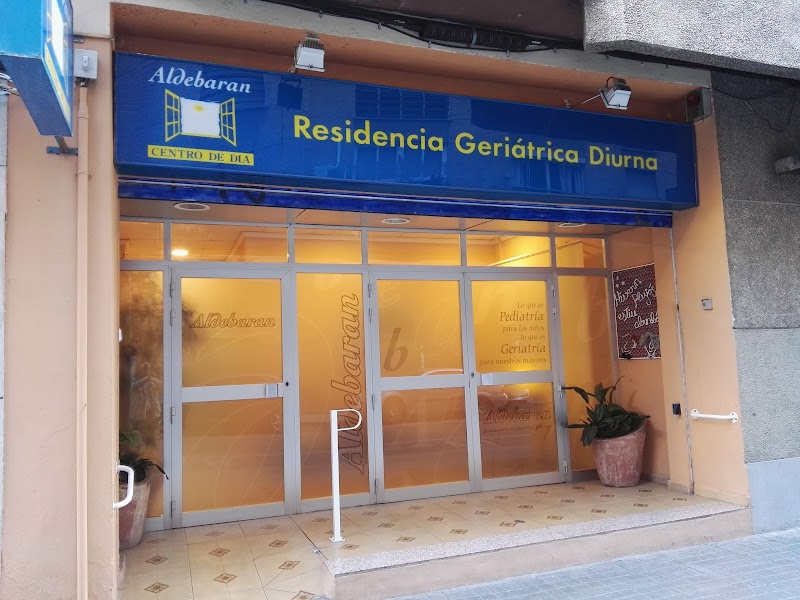 Aldebaran
CENTRO DE DIA
Residencia Geriátrica Diurna
Aldebaran
Aldebaran
b
Lo que es
Pediatría
para los niños
lo que es
Geriatría
para nuestros mayores
Aldebaran